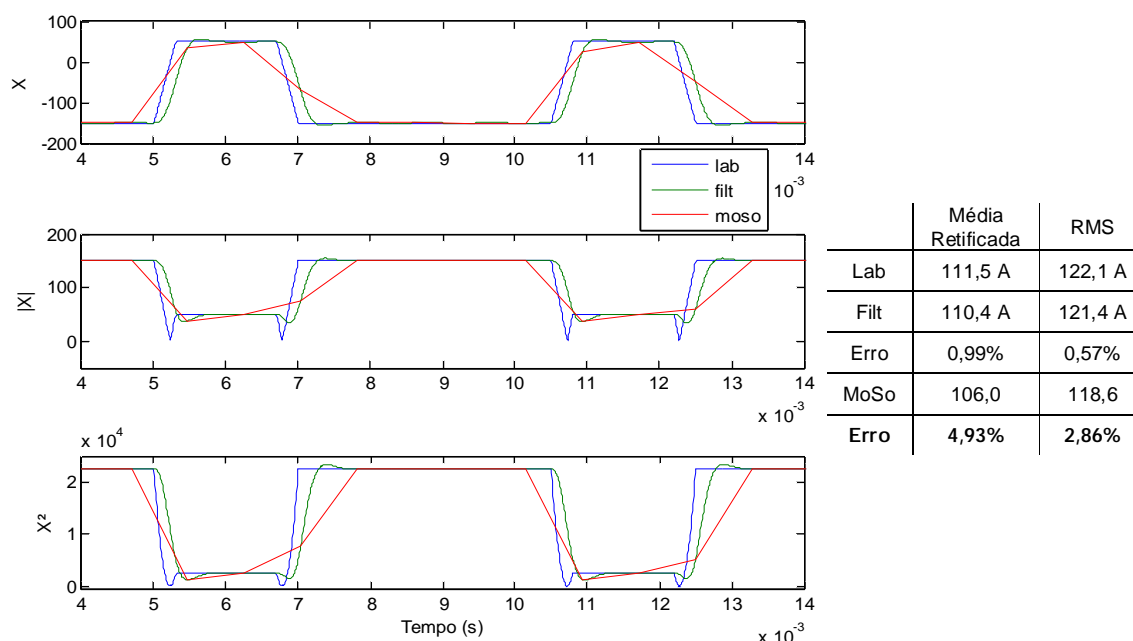 100
0
-100
-200
X
4 5 6 7 8 9 10 11 12 13 14
10⁻³
lab
filt
moso
200
100
0
|X|
4 5 6 7 8 9 10 11 12 13 14
x 10⁻³
x 10⁴
2
1
0
X²
4 5 6 7 8 9 10 11 12 13 14
Tempo (s)
x 10⁻³
Média Retificada RMS
Lab 111,5 A 122,1 A
Filt 110,4 A 121,4 A
Erro 0,99% 0,57%
MoSo 106,0 118,6
Erro 4,93% 2,86%